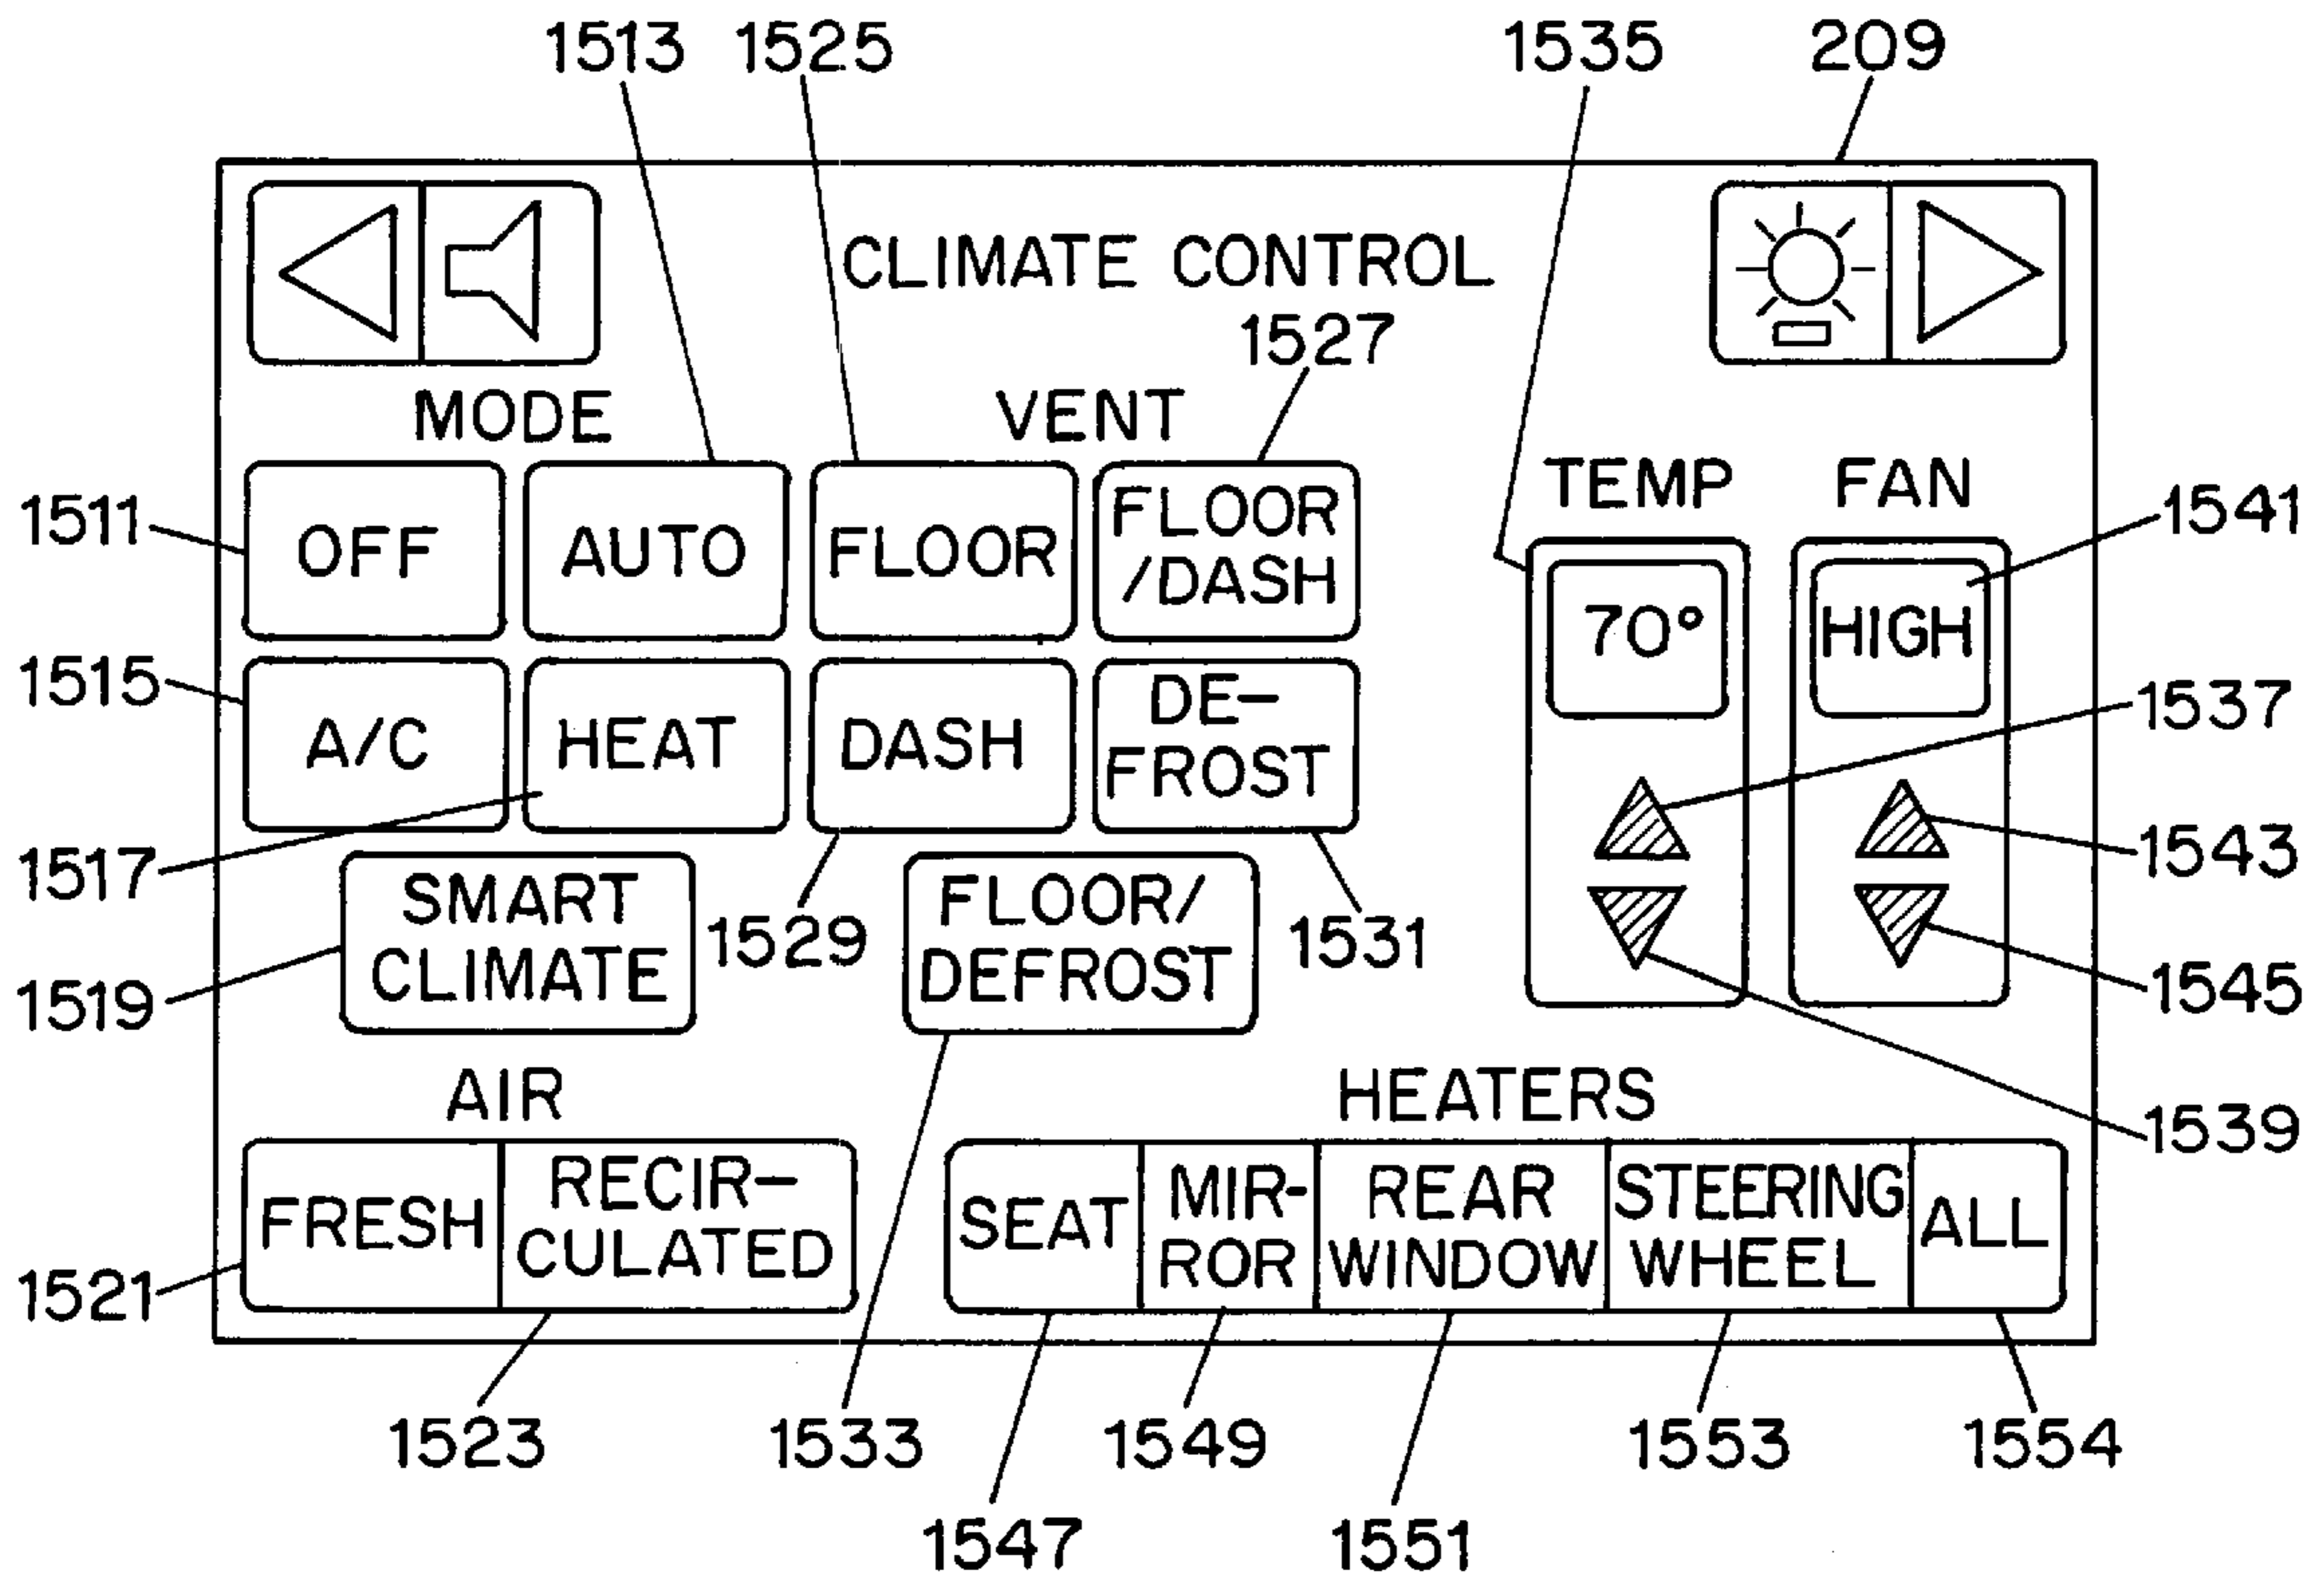 1513 1525 1535 209
CLIMATE CONTROL
1527
MODE VENT
TEMP FAN
1511 OFF AUTO FLOOR FLOOR
/DASH
70° HIGH 1541
1515 A/C HEAT DASH DE-
FROST
1537
1517
1543
SMART
CLIMATE
1529
FLOOR/
DEFROST
1531
1519
1545
AIR HEATERS
1539
FRESH RECIR-
CULATED
SEAT MIR-
ROR
REAR
WINDOW
STEERING
WHEEL
ALL
1521
1523 1533 1549 1553 1554
1547 1551